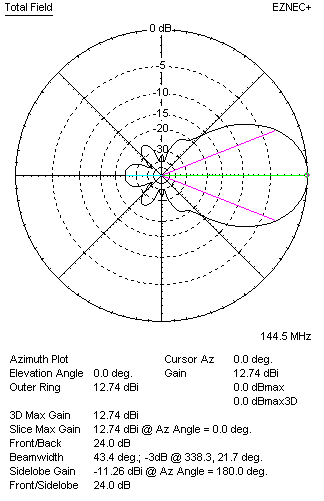 Total Field
EZNEC+
0 dB
-5
-10
-15
-20
-30
144.5 MHz
Azimuth Plot
Cursor Az 0.0 deg.
Elevation Angle 0.0 deg.
Gain 12.74 dBi
Outer Ring 12.74 dBi
0.0 dBmax
0.0 dBmax3D
3D Max Gain 12.74 dBi
Slice Max Gain 12.74 dBi @ Az Angle = 0.0 deg.
Front/Back 24.0 dB
Beamwidth 43.4 deg.; -3dB @ 338.3, 21.7 deg.
Sidelobe Gain -11.26 dBi @ Az Angle = 180.0 deg.
Front/Sidelobe 24.0 dB